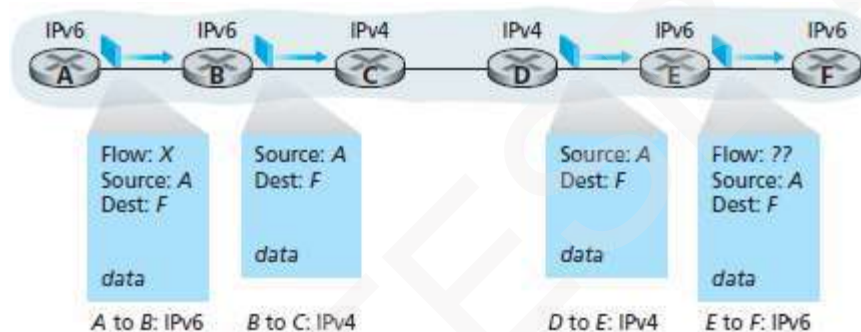 IPv6 IPv6 IPv4 IPv4 IPv6 IPv6
A B C D E F
Flow: X
Source: A
Dest: F
data
Source: A
Dest: F
data
Source: A
Dest: F
data
Flow: ??
Source: A
Dest: F
data
A to B: IPv6 B to C: IPv4 D to E: IPv4 E to F: IPv6